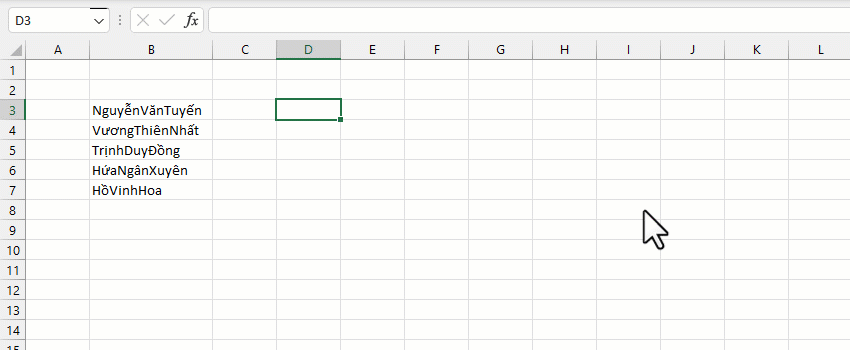 D3 fx
A B C D E F G H I J K L
1
2
3 NguyễnVănTuyến
4 VươngThiênNhất
5 TrịnhDuyĐồng
6 HứaNgânXuyên
7 HồVinhHoa
8
9
10
11
12
13
14
15